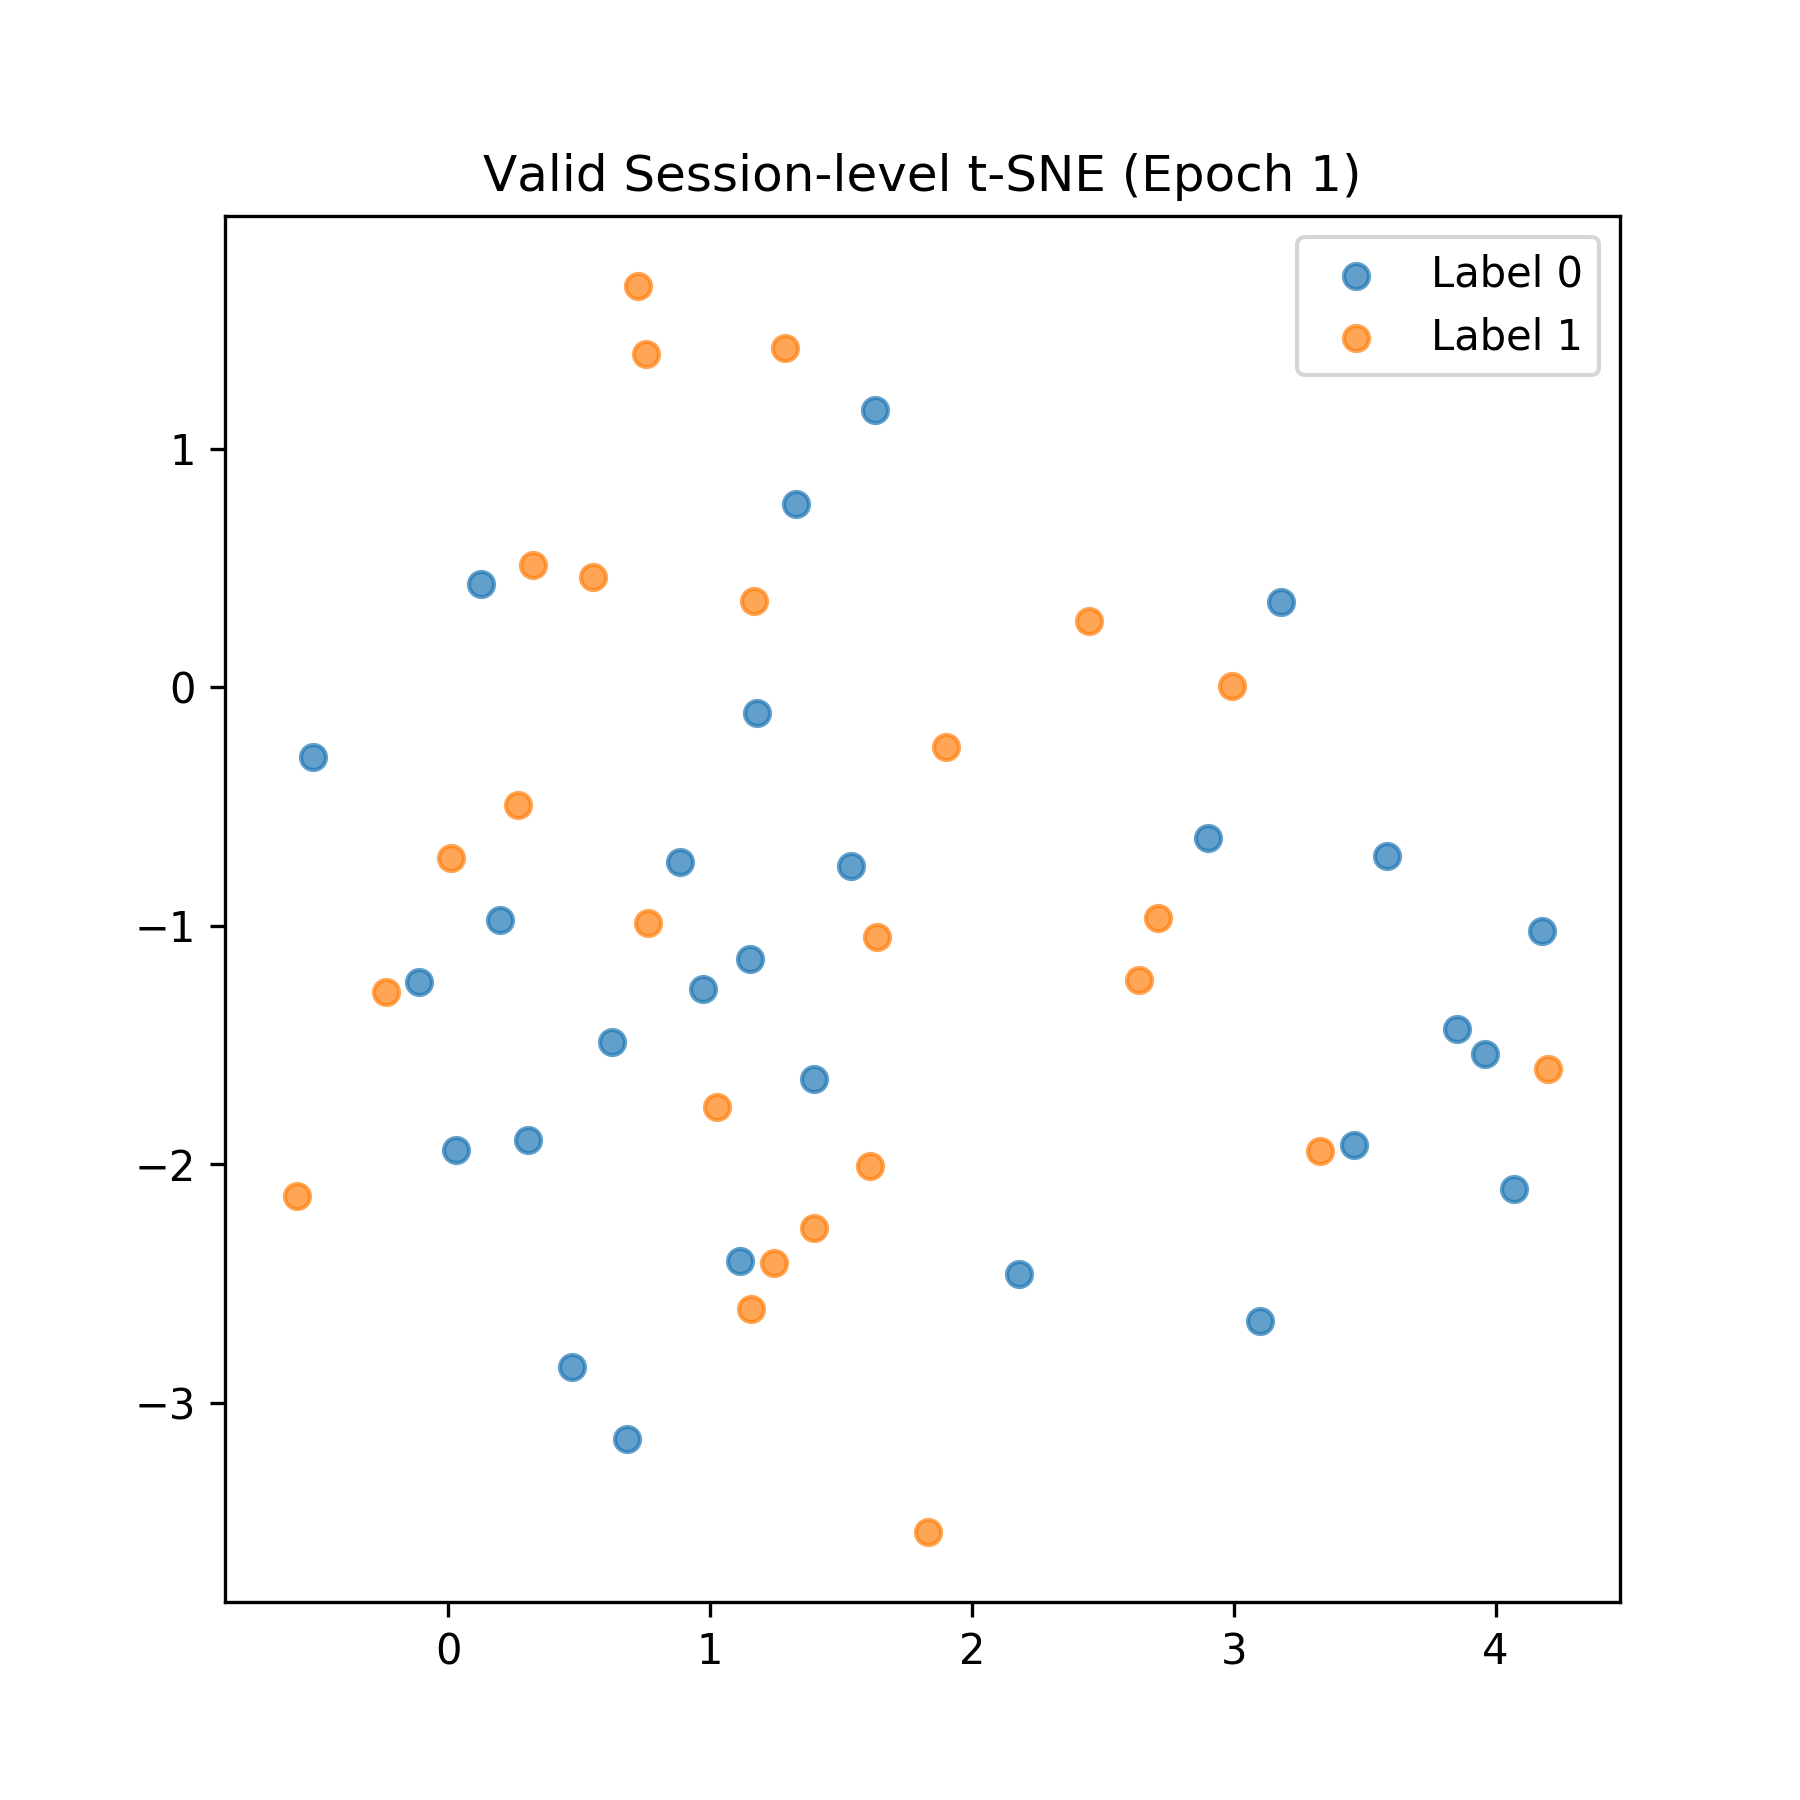 Valid Session-level t-SNE (Epoch 1)
Label 0
Label 1
1
0
−1
−2
−3
0 1 2 3 4